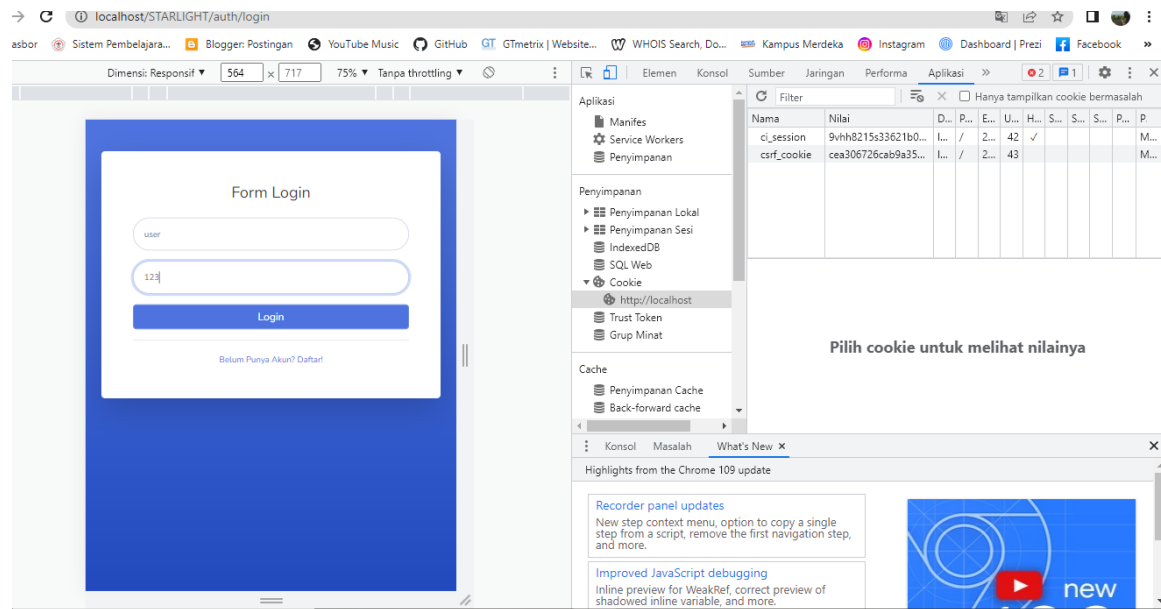 localhost/STARLIGHT/auth/login
asbor Sistem Pembelajara... Blogger: Postingan YouTube Music GitHub GTmetrix | Website... WHOIS Search, Do... Kampus Merdeka Instagram Dashboard | Prezi Facebook »
Dimensi: Responsif ▼ 564 × 717 75% ▼ Tanpa throttling ▼
Elemen Konsol Sumber Jaringan Performa Aplikasi » 2 1
Form Login
user
123
Login
Belum Punya Akun? Daftar!
Aplikasi
Manifes
Service Workers
Penyimpanan
Penyimpanan
Penyimpanan Lokal
Penyimpanan Sesi
IndexedDB
SQL Web
Cookie
http://localhost
Trust Token
Grup Minat
Cache
Penyimpanan Cache
Back-forward cache
Filter Hanya tampilkan cookie bermasalah
Nama Nilai D... P... E... U... H... S... S... S... P... P.
ci_session 9vhh8215s33621b0... l... / 2... 42 ✓ M...
csrf_cookie cea306726cab9a35... l... / 2... 43 M...
Pilih cookie untuk melihat nilainya
Konsol Masalah What's New ×
Highlights from the Chrome 109 update
Recorder panel updates
New step context menu, option to copy a single
step from a script, remove the first navigation step,
and more.
Improved JavaScript debugging
Inline preview for WeakRef, correct preview of
shadowed inline variable, and more.
new